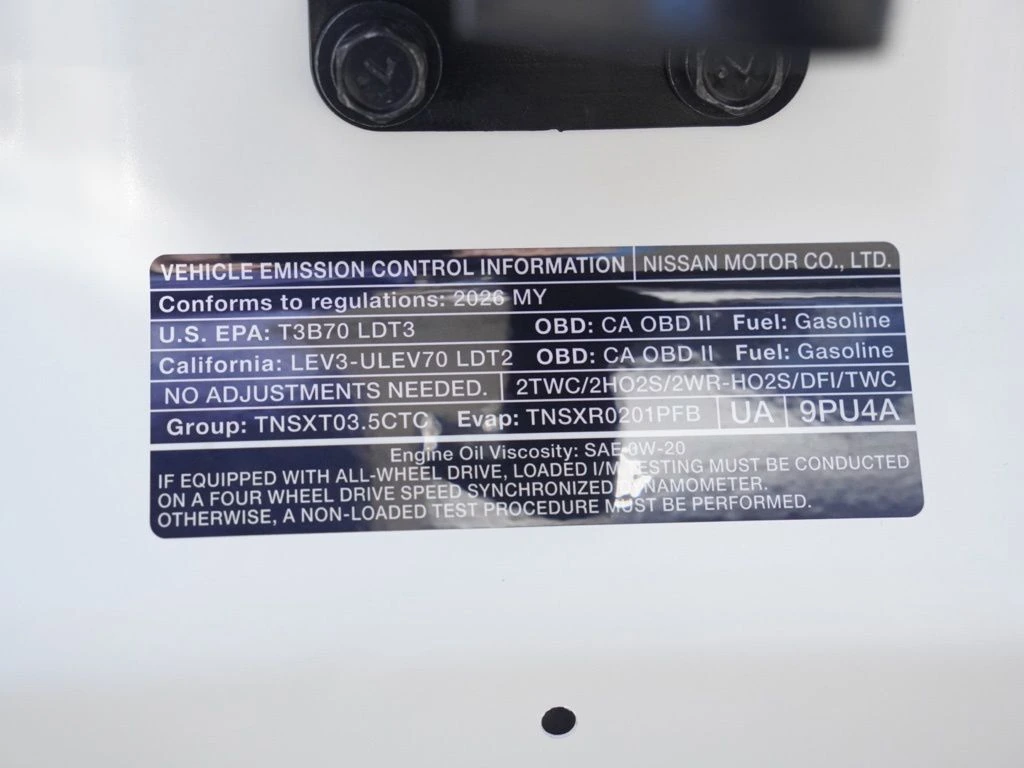 VEHICLE EMISSION CONTROL INFORMATION NISSAN MOTOR CO., LTD.
Conforms to regulations: 2026 MY
U.S. EPA: T3B70 LDT3 OBD: CA OBD II Fuel: Gasoline
California: LEV3-ULEV70 LDT2 OBD: CA OBD II Fuel: Gasoline
NO ADJUSTMENTS NEEDED. 2TWC/2HO2S/2WR-HO2S/DFI/TWC
Group: TNSXT03.5CTC Evap: TNSXR0201PFB UA 9PU4A
Engine Oil Viscosity: SAE 0W-20
IF EQUIPPED WITH ALL-WHEEL DRIVE, LOADED I/M TESTING MUST BE CONDUCTED
ON A FOUR WHEEL DRIVE SPEED SYNCHRONIZED DYNAMOMETER.
OTHERWISE, A NON-LOADED TEST PROCEDURE MUST BE PERFORMED.